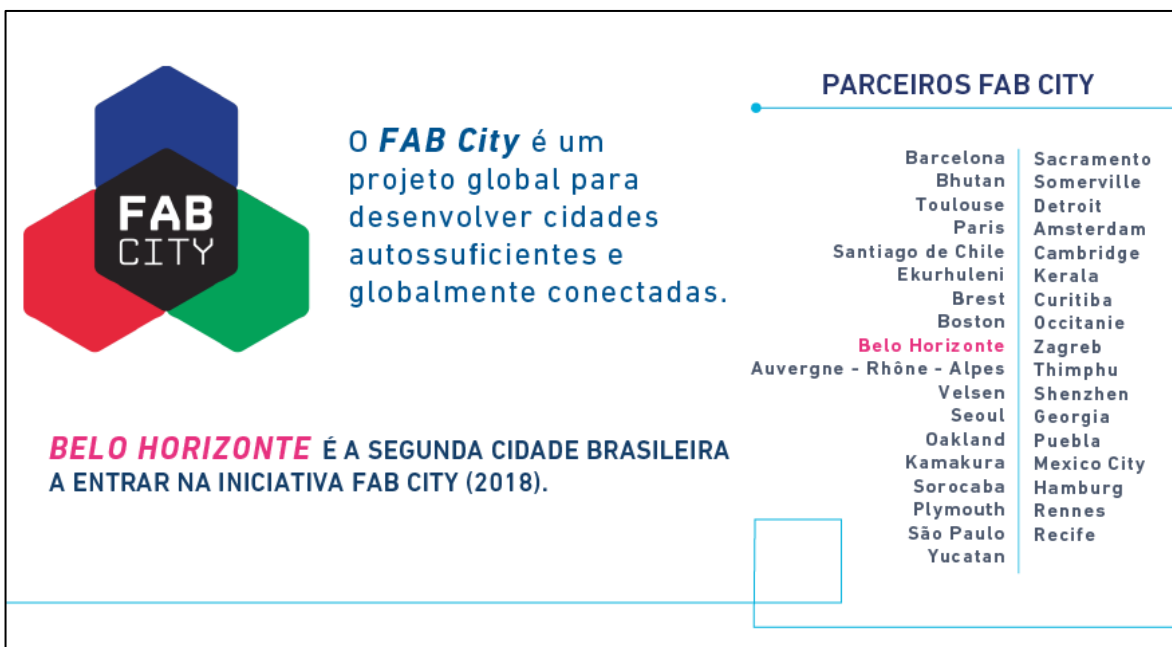 FAB
CITY
O FAB City é um
projeto global para
desenvolver cidades
autossuficientes e
globalmente conectadas.
BELO HORIZONTE É A SEGUNDA CIDADE BRASILEIRA
A ENTRAR NA INICIATIVA FAB CITY (2018).
PARCEIROS FAB CITY
Barcelona
Bhutan
Toulouse
Paris
Santiago de Chile
Ekurhuleni
Brest
Boston
Belo Horizonte
Auvergne - Rhône - Alpes
Velsen
Seoul
Oakland
Kamakura
Sorocaba
Plymouth
São Paulo
Yucatan
Sacramento
Somerville
Detroit
Amsterdam
Cambridge
Kerala
Curitiba
Occitanie
Zagreb
Thimphu
Shenzhen
Georgia
Puebla
Mexico City
Hamburg
Rennes
Recife